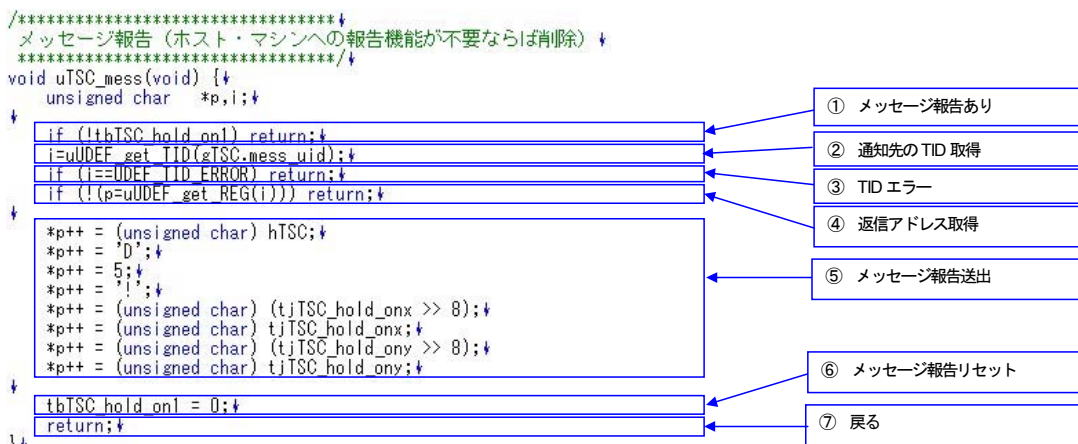 /*********************************↓
メッセージ報告（ホスト・マシンへの報告機能が不要ならば削除）↓
*********************************/↓
void uTSC_mess(void) {↓
unsigned char *p,i;↓
↓
if (!tbTSC_hold_on1) return;↓
① メッセージ報告あり
i=uUDEF_get_TID(gTSC.mess_uid);↓
② 通知先の TID 取得
if (i==UDEF_TID_ERROR) return;↓
③ TID エラー
if (!(p=uUDEF_get_REG(i))) return;↓
④ 返信アドレス取得
↓
*p++ = (unsigned char) hTSC;↓
*p++ = 'D';↓
*p++ = 5;↓
*p++ = '!';↓
*p++ = (unsigned char) (tjTSC_hold_onx >> 8);↓
*p++ = (unsigned char) tjTSC_hold_onx;↓
*p++ = (unsigned char) (tjTSC_hold_ony >> 8);↓
*p++ = (unsigned char) tjTSC_hold_ony;↓
⑤ メッセージ報告送出
↓
tbTSC_hold_on1 = 0;↓
⑥ メッセージ報告リセット
return;↓
⑦ 戻る
}↓